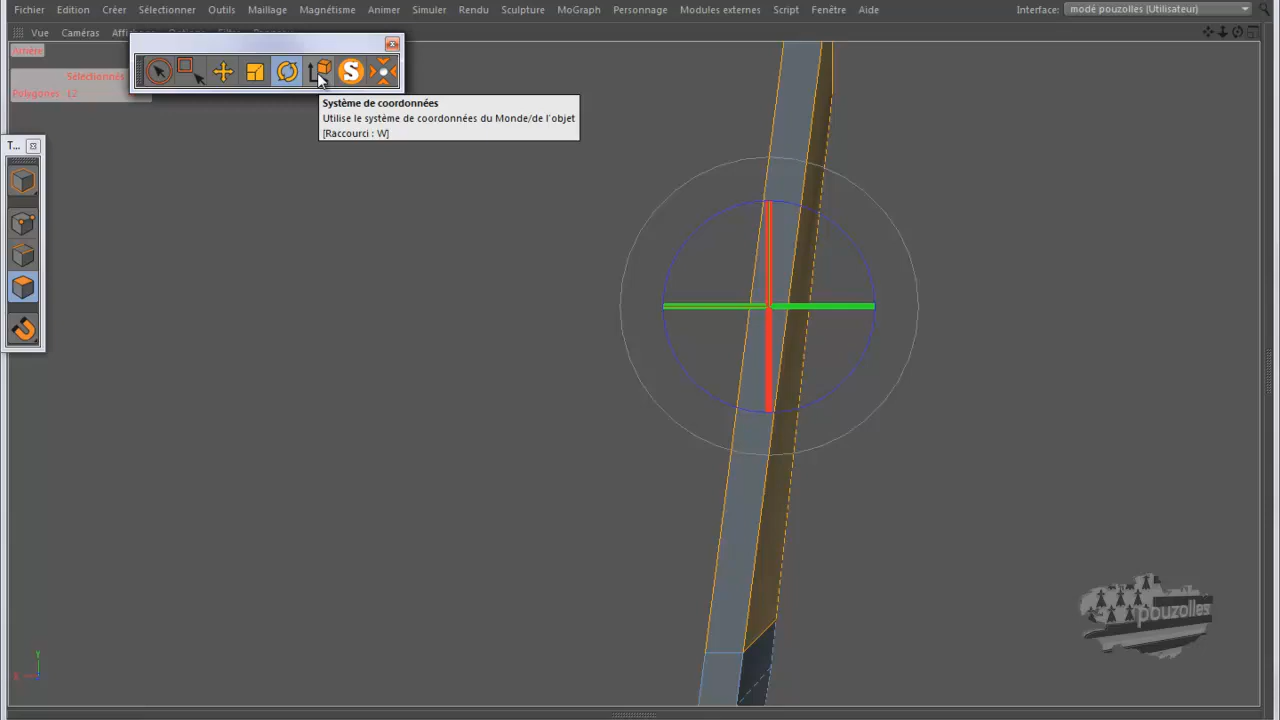 Fichier Edition Créer Sélectionner Outils Maillage Magnétisme Animer Simuler Rendu Sculpture MoGraph Personnage Modules externes Script Fenêtre Aide Interface: modé pouzolles (Utilisateur)
Vue Caméras
Arrière
Sélectionnés
Polygones 12
Système de coordonnées
Utilise le système de coordonnées du Monde/de l'objet
[Raccourci : W]
T...
S
pouzolles
Y
X